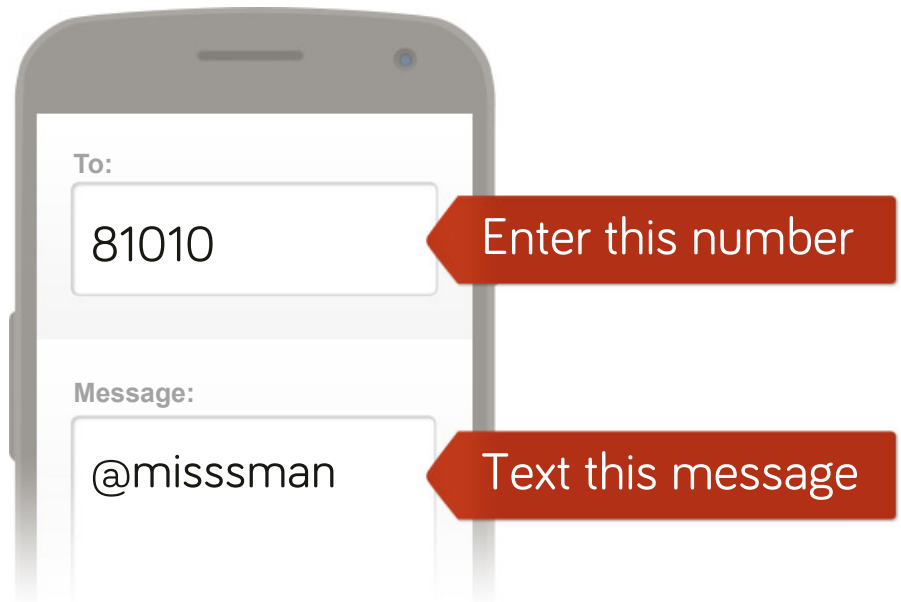 To:
81010
Enter this number
Message:
@misssman
Text this message